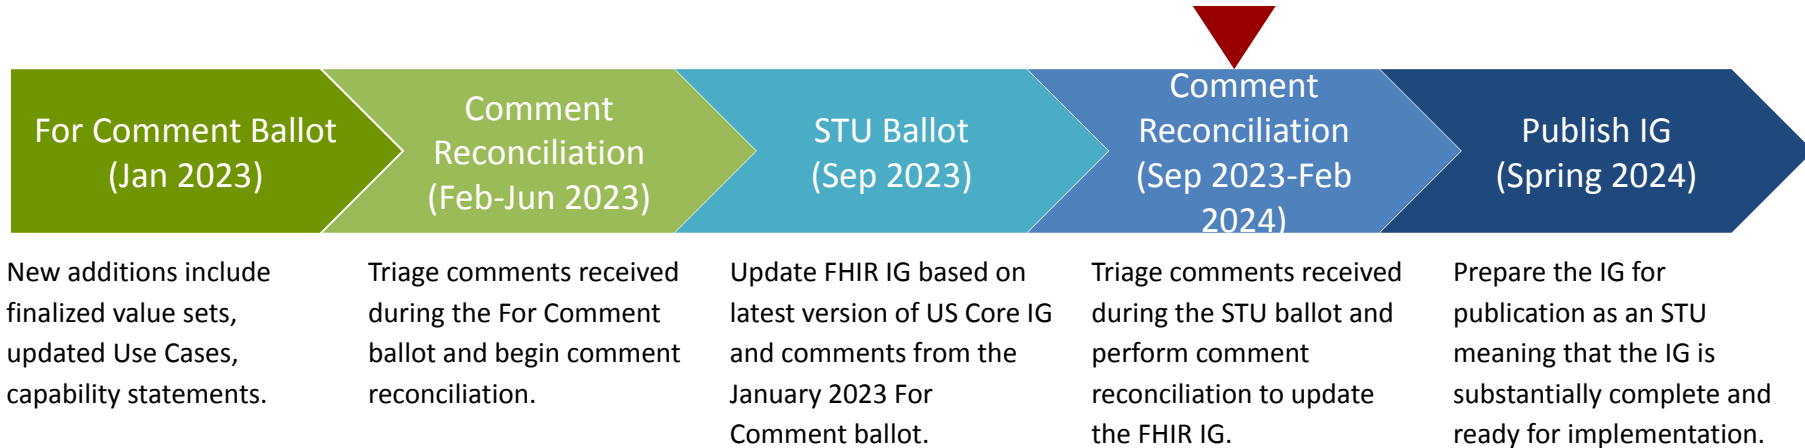 For Comment Ballot
(Jan 2023)
Comment
Reconciliation
(Feb-Jun 2023)
STU Ballot
(Sep 2023)
Comment
Reconciliation
(Sep 2023-Feb
2024)
Publish IG
(Spring 2024)
New additions include
finalized value sets,
updated Use Cases,
capability statements.
Triage comments received
during the For Comment
ballot and begin comment
reconciliation.
Update FHIR IG based on
latest version of US Core IG
and comments from the
January 2023 For
Comment ballot.
Triage comments received
during the STU ballot and
perform comment
reconciliation to update
the FHIR IG.
Prepare the IG for
publication as an STU
meaning that the IG is
substantially complete and
ready for implementation.